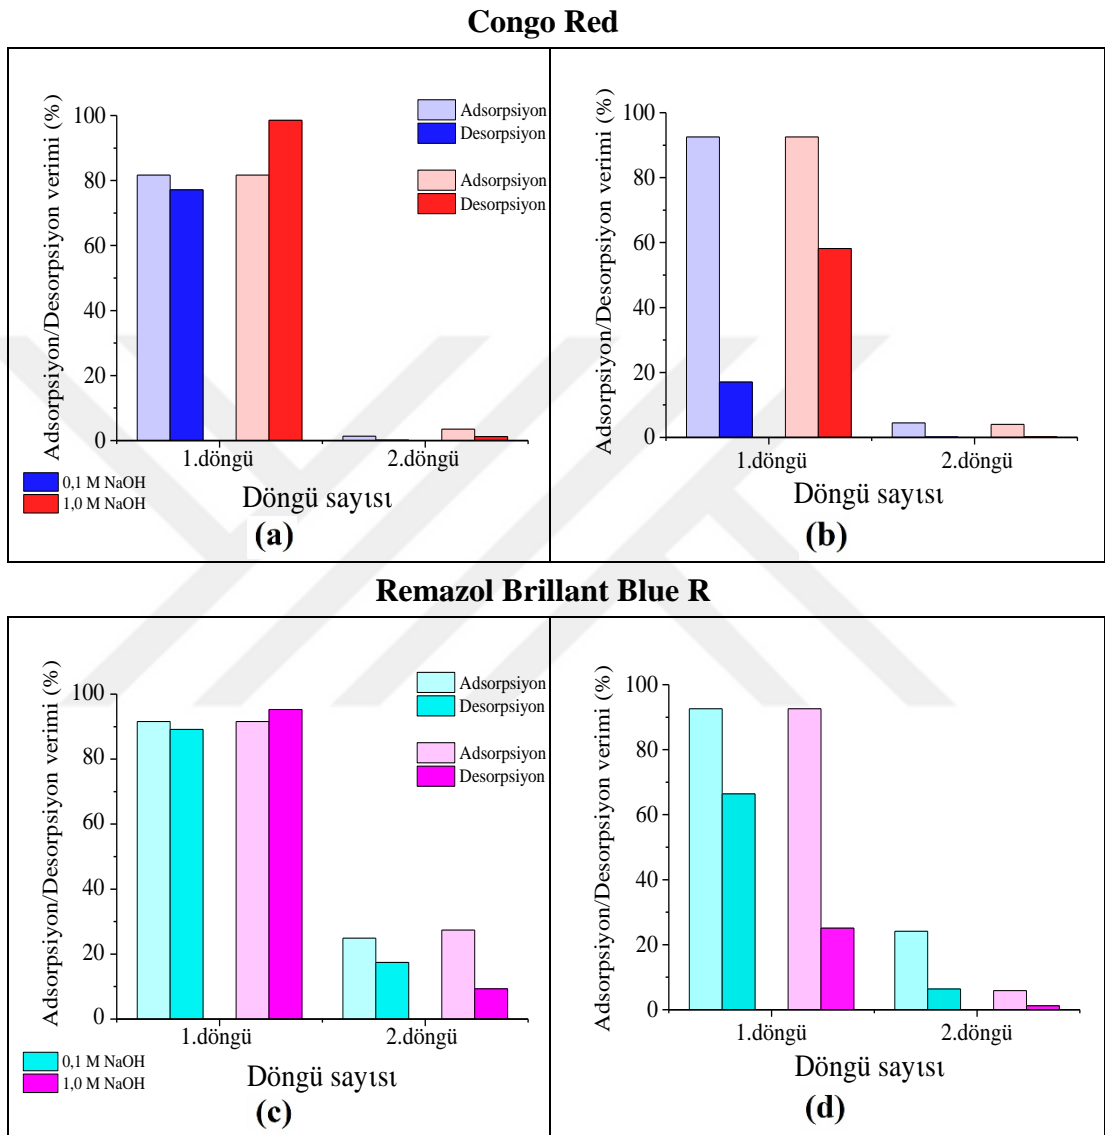 Congo Red
Adsorpsiyon/Desorpsiyon verimi (%)
100
80
60
40
20
0
Adsorpsiyon
Desorpsiyon
Adsorpsiyon
Desorpsiyon
1.döngü
2.döngü
0,1 M NaOH
1,0 M NaOH
Döngü sayısı
(a)
Adsorpsiyon/Desorpsiyon verimi (%)
100
80
60
40
20
0
1.döngü
2.döngü
Döngü sayısı
(b)
Remazol Brillant Blue R
Adsorpsiyon/Desorpsiyon verimi (%)
100
80
60
40
20
0
Adsorpsiyon
Desorpsiyon
Adsorpsiyon
Desorpsiyon
1.döngü
2.döngü
0,1 M NaOH
1,0 M NaOH
Döngü sayısı
(c)
Adsorpsiyon/Desorpsiyon verimi (%)
100
80
60
40
20
0
1.döngü
2.döngü
Döngü sayısı
(d)